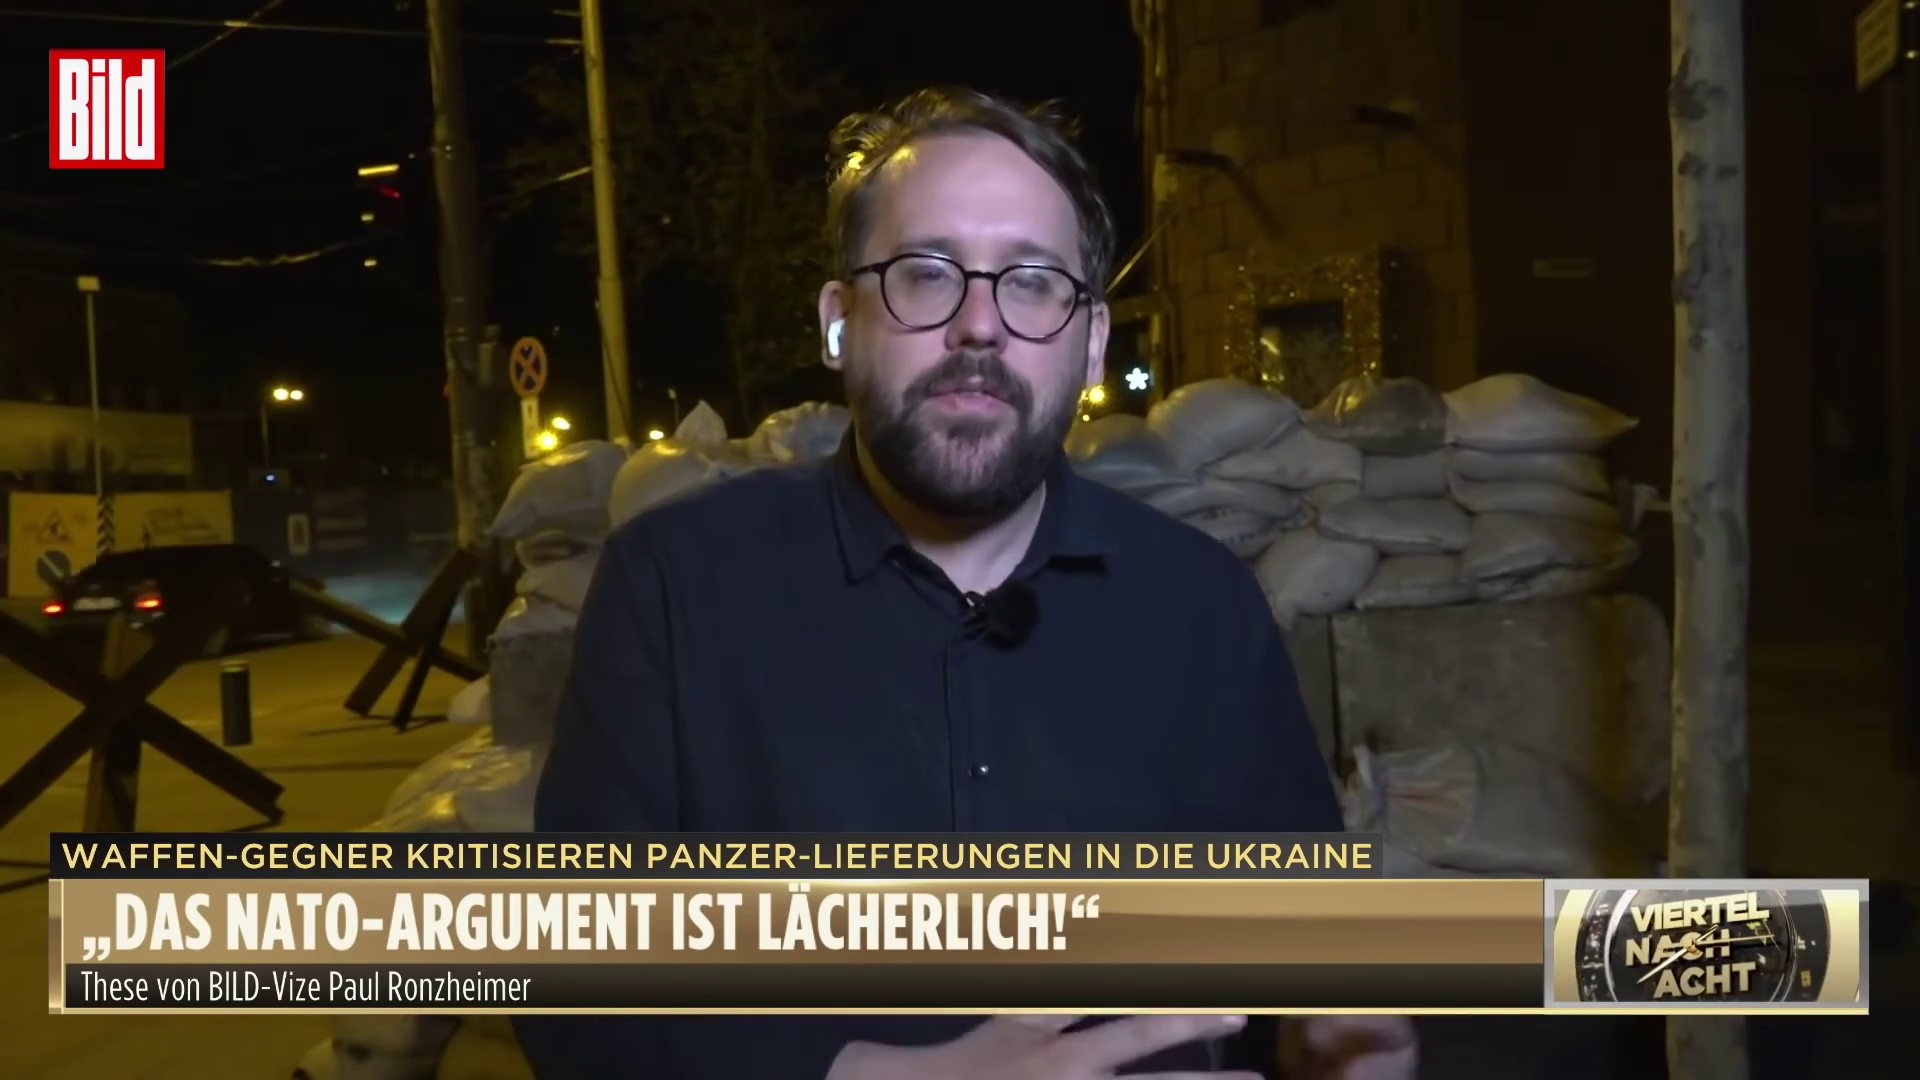 Bild
WAFFEN-GEGNER KRITISIEREN PANZER-LIEFERUNGEN IN DIE UKRAINE
„DAS NATO-ARGUMENT IST LÄCHERLICH!“
These von BILD-Vize Paul Ronzheimer
VIERTEL
NACH
ACHT